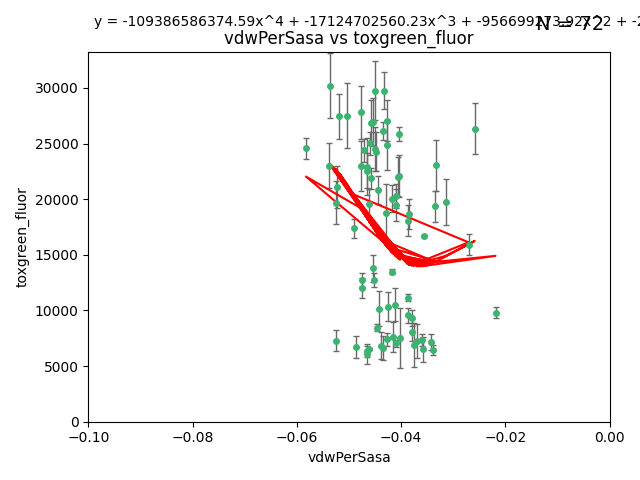 y = -109386586374.59x^4 + -17124702560.23x^3 +
N = 72
vdwPerSasa vs toxgreen_fluor
30000
25000
20000
15000
10000
5000
0
toxgreen_fluor
−0.10 −0.08 −0.06 −0.04 −0.02 0.00
vdwPerSasa